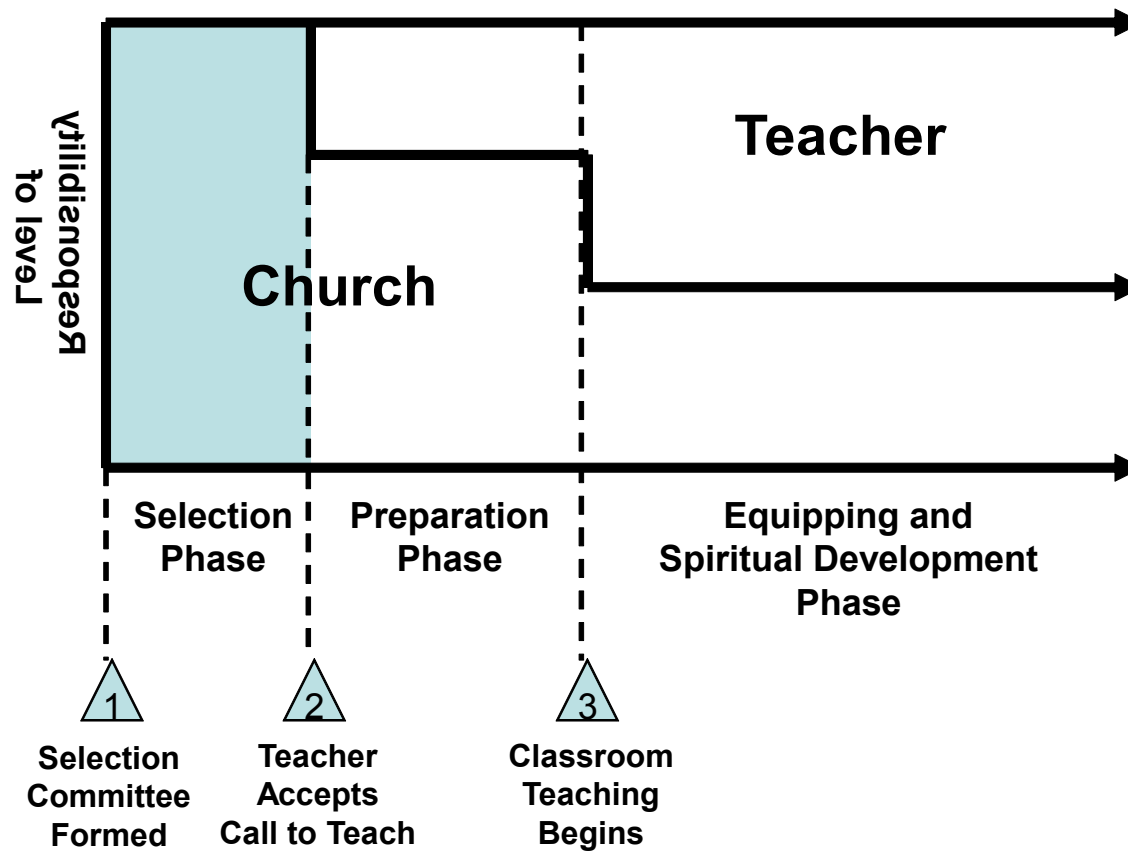 Teacher
Level of
Responsibility
Church
Selection
Phase
Preparation
Phase
Equipping and
Spiritual Development
Phase
1
2
3
Selection
Committee
Formed
Teacher
Accepts
Call to Teach
Classroom
Teaching
Begins